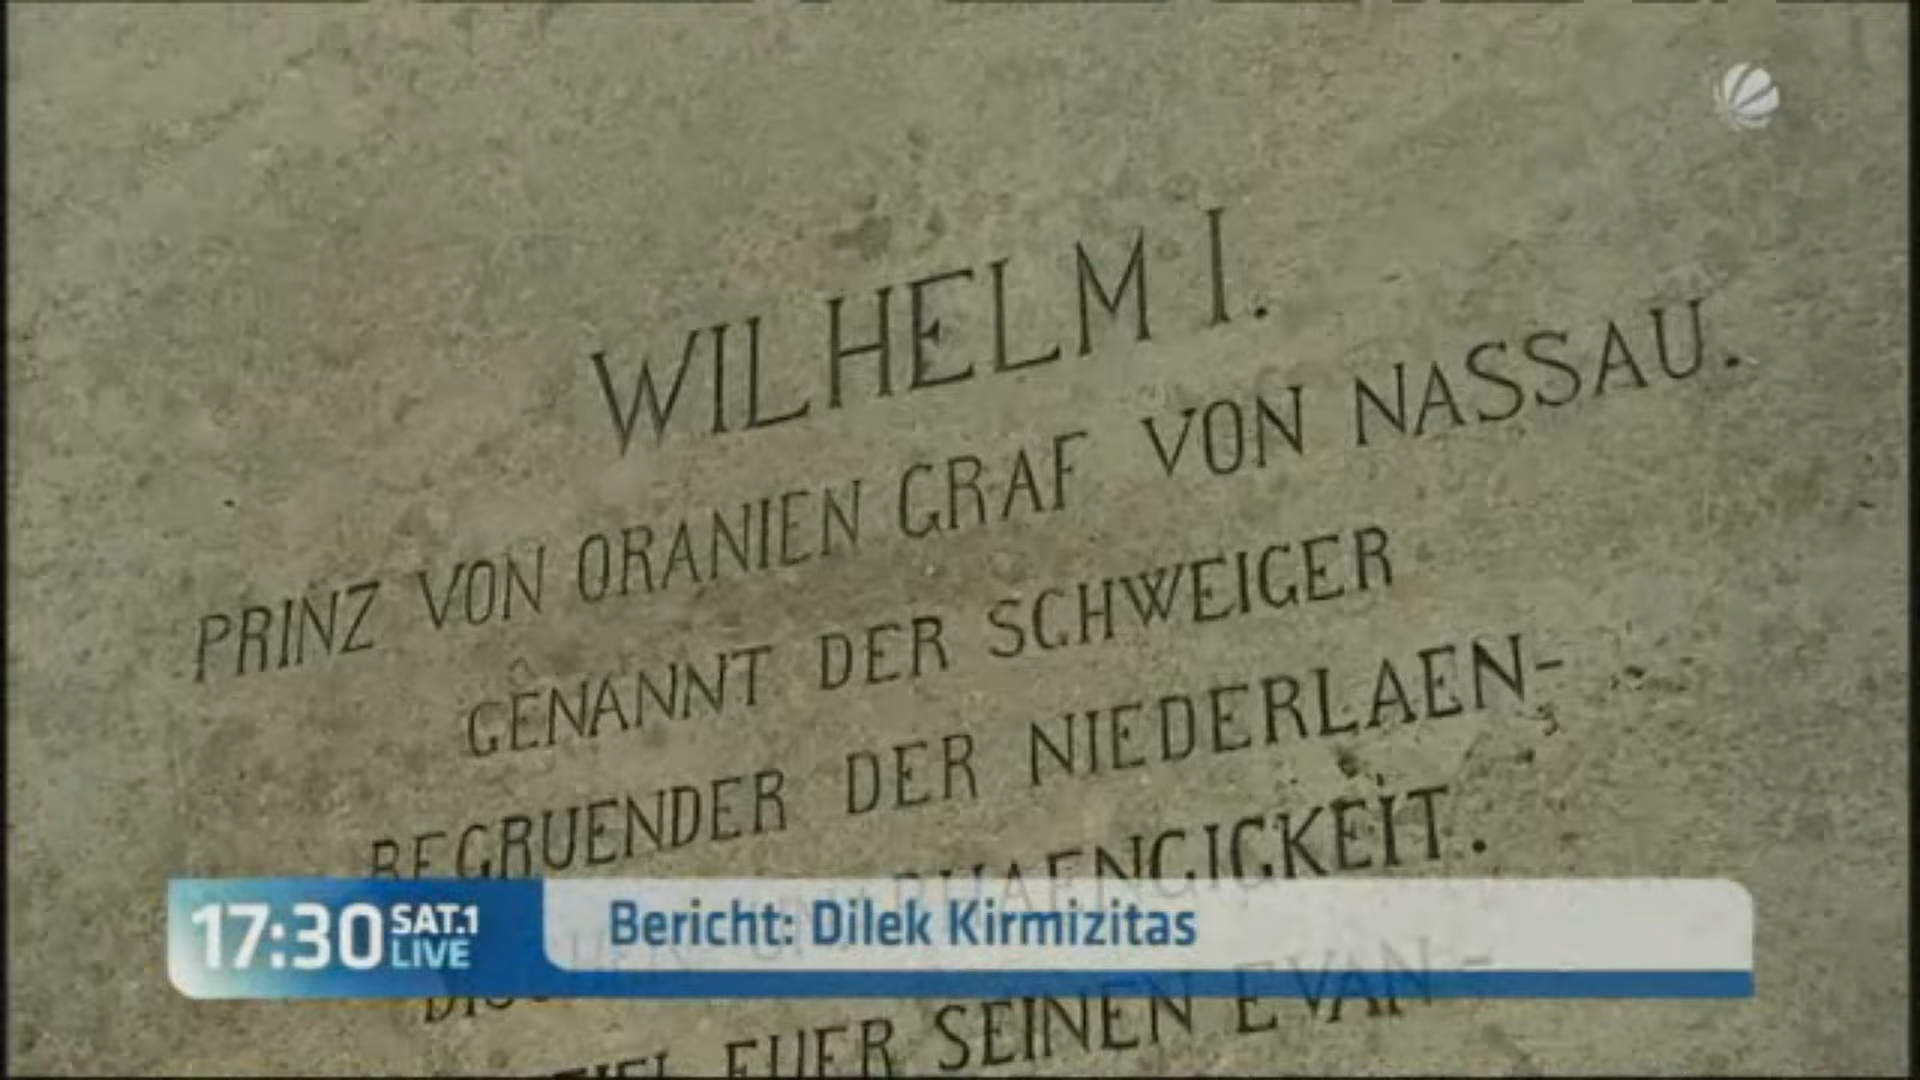 WILHELM I.
PRINZ VON ORANIEN GRAF VON NASSAU.
GENANNT DER SCHWEIGER
BEGRUENDER DER NIEDERLAEN-
FUER SEINEN EVAN-
17:30 SAT.1 LIVE
Bericht: Dilek Kirmizitas